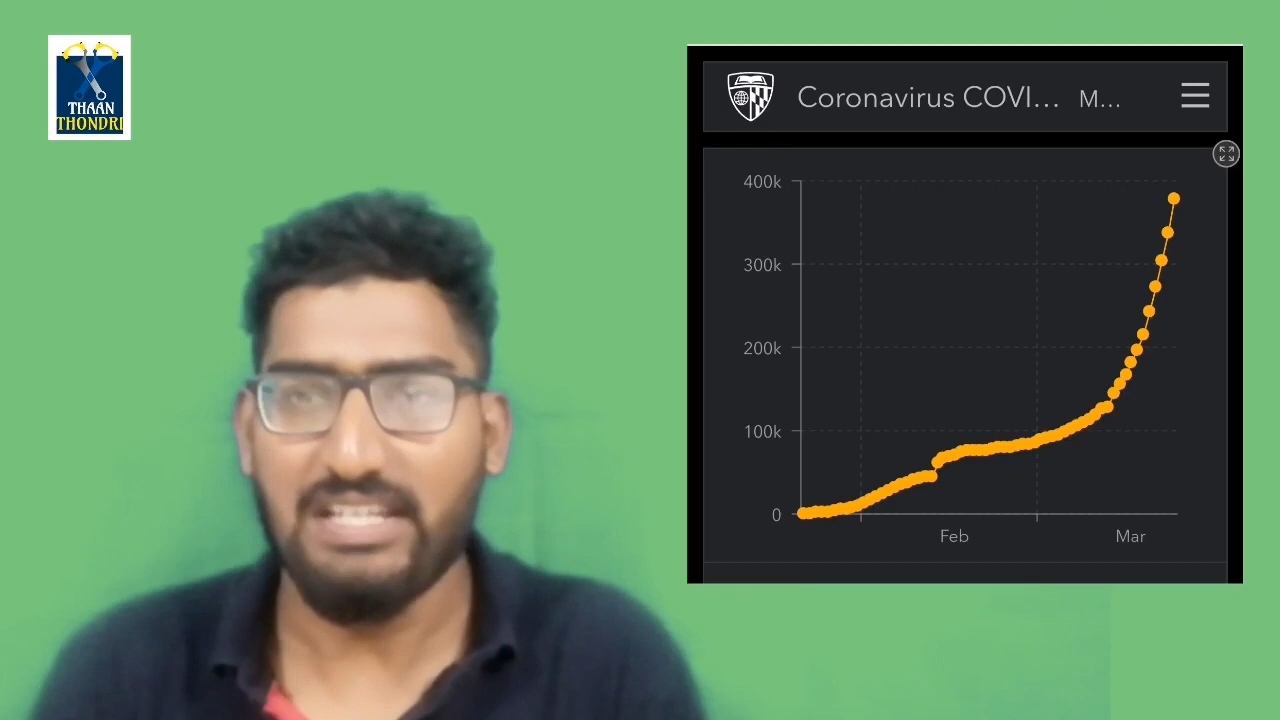 THAAN
THONDRI
Coronavirus COVI... M...
400k
300k
200k
100k
0
Feb
Mar